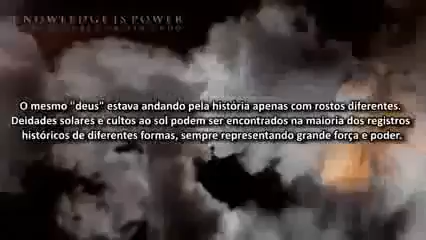 KNOWLEDGE IS POWER
O mesmo "deus" estava andando pela história apenas com rostos diferentes.
Deidades solares e cultos ao sol podem ser encontrados na maioria dos registros
históricos de diferentes formas, sempre representando grande força e poder.